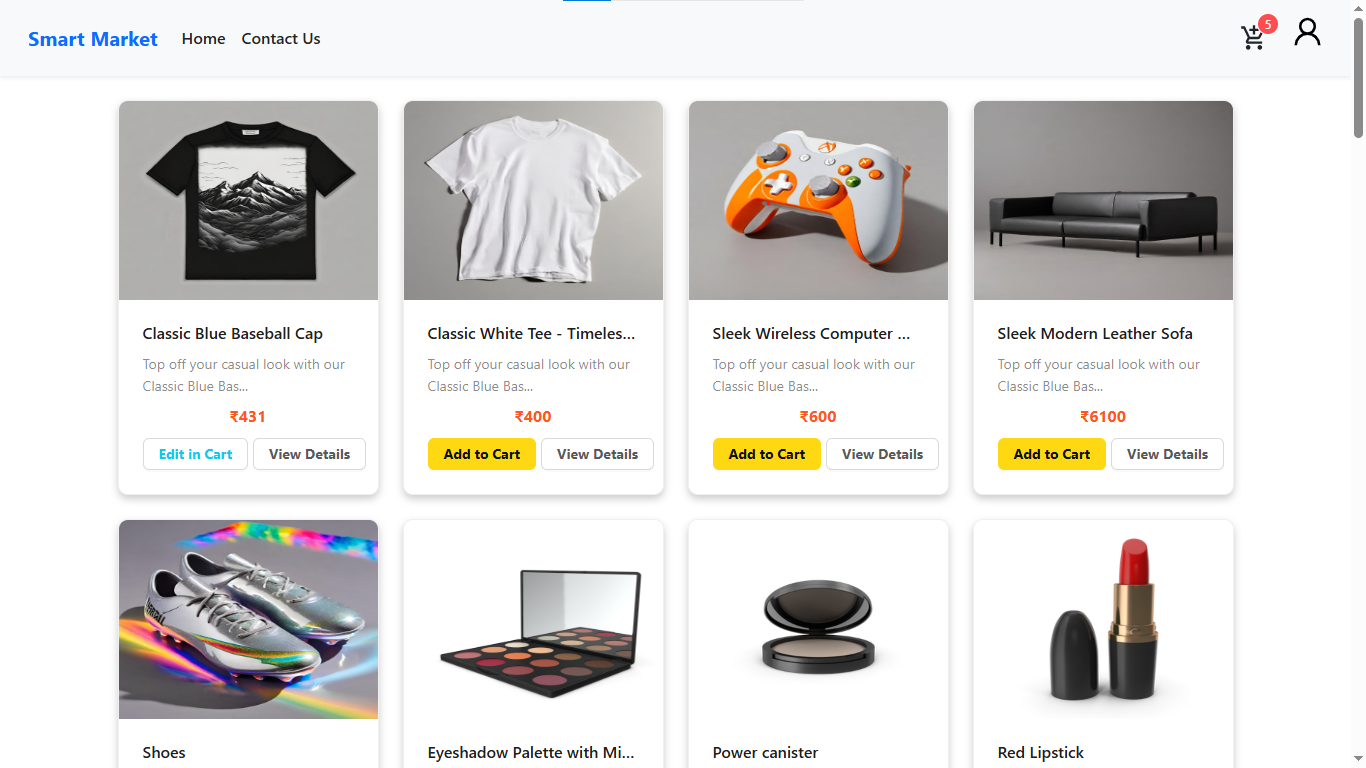 Smart Market Home Contact Us 5
Classic Blue Baseball Cap
Top off your casual look with our
Classic Blue Bas...
₹431
Edit in Cart View Details
Classic White Tee - Timeles...
Top off your casual look with our
Classic Blue Bas...
₹400
Add to Cart View Details
Sleek Wireless Computer ...
Top off your casual look with our
Classic Blue Bas...
₹600
Add to Cart View Details
Sleek Modern Leather Sofa
Top off your casual look with our
Classic Blue Bas...
₹6100
Add to Cart View Details
Shoes
Eyeshadow Palette with Mi...
Power canister
Red Lipstick